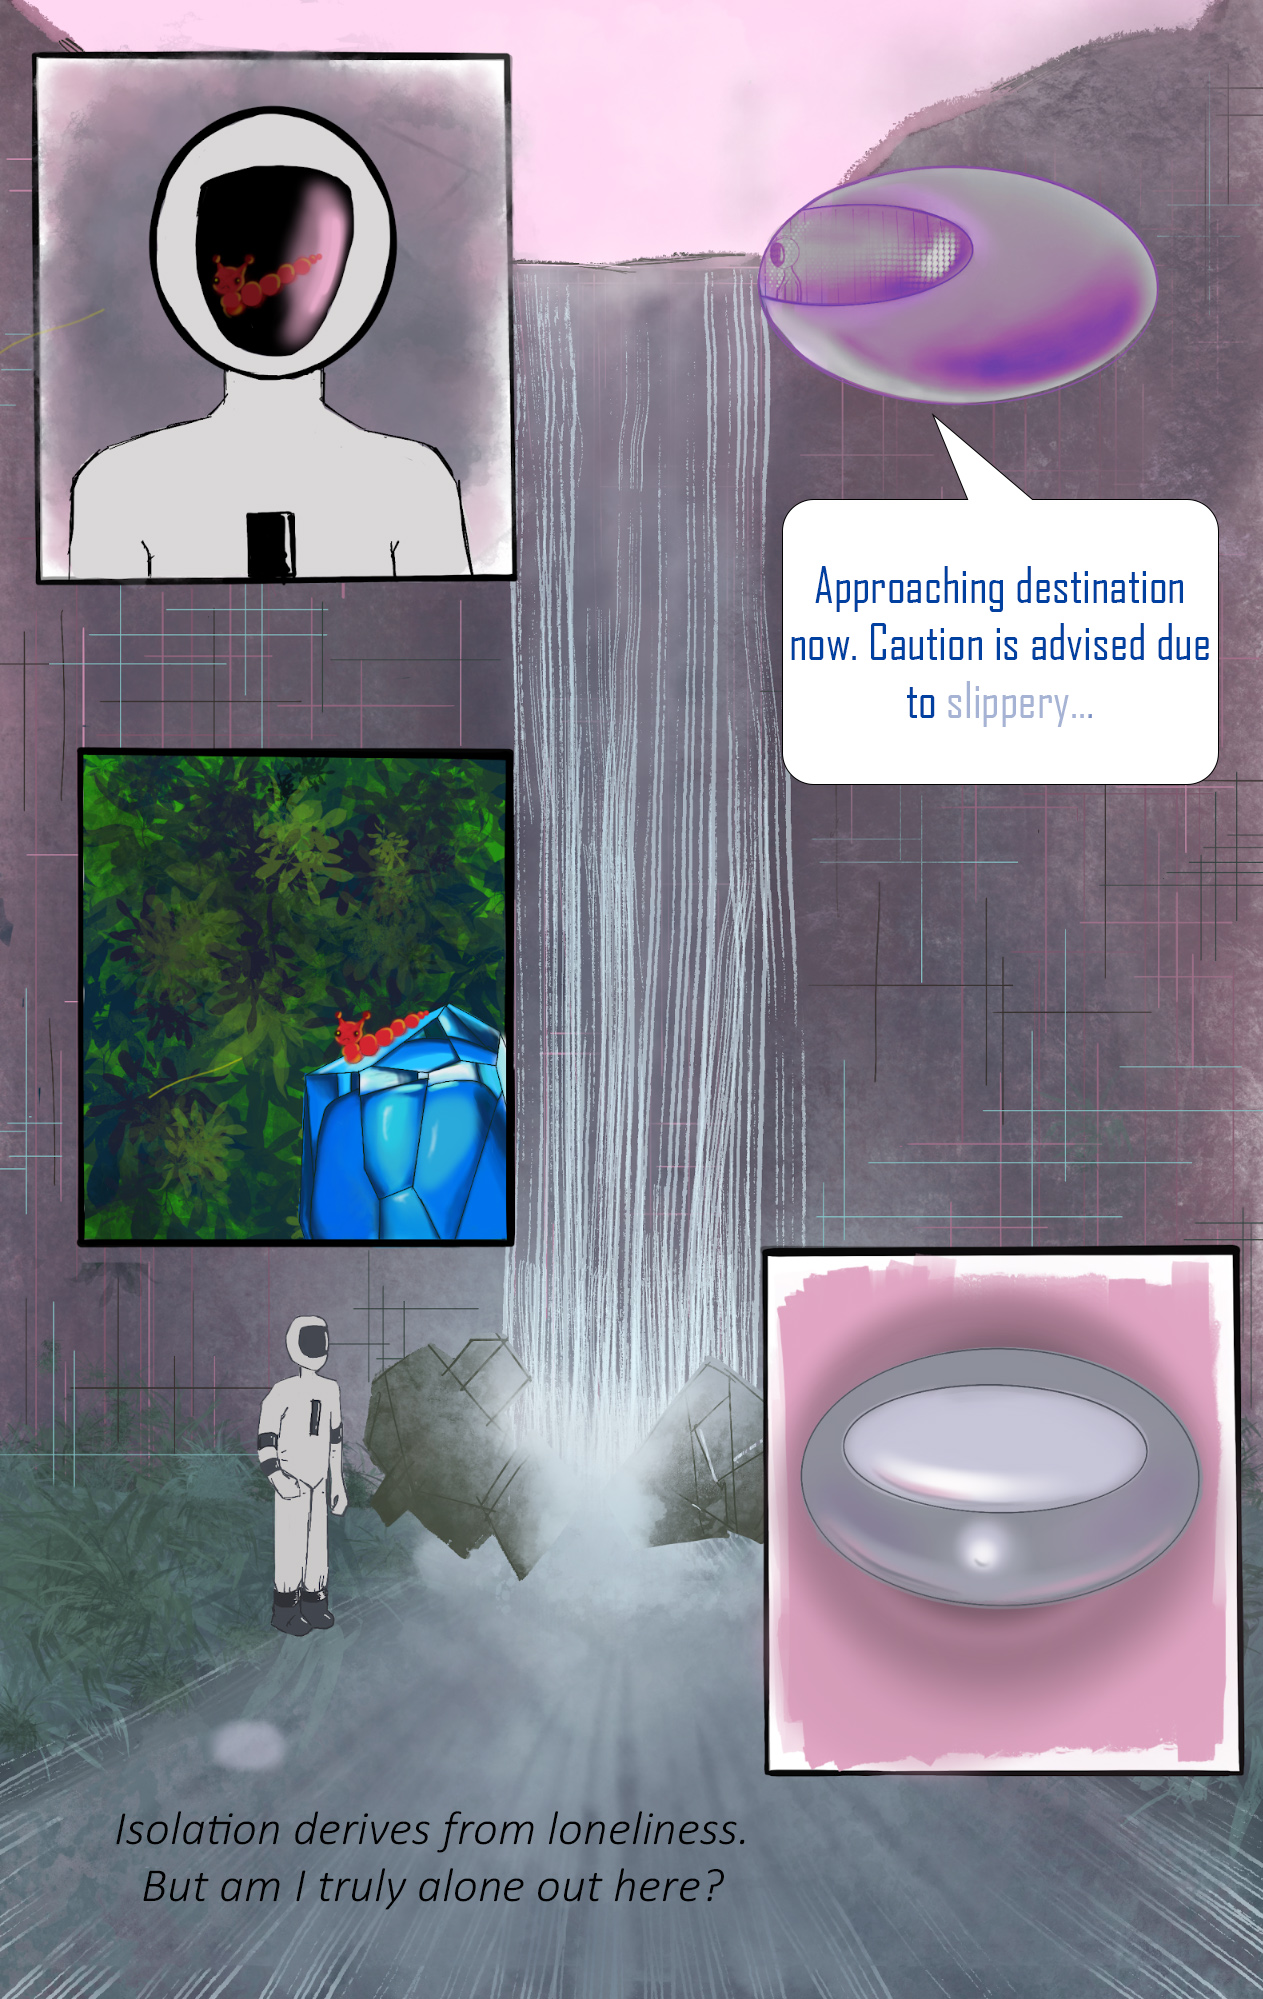 Approaching destination
now. Caution is advised due
to slippery...
Isolation derives from loneliness.
But am I truly alone out here?